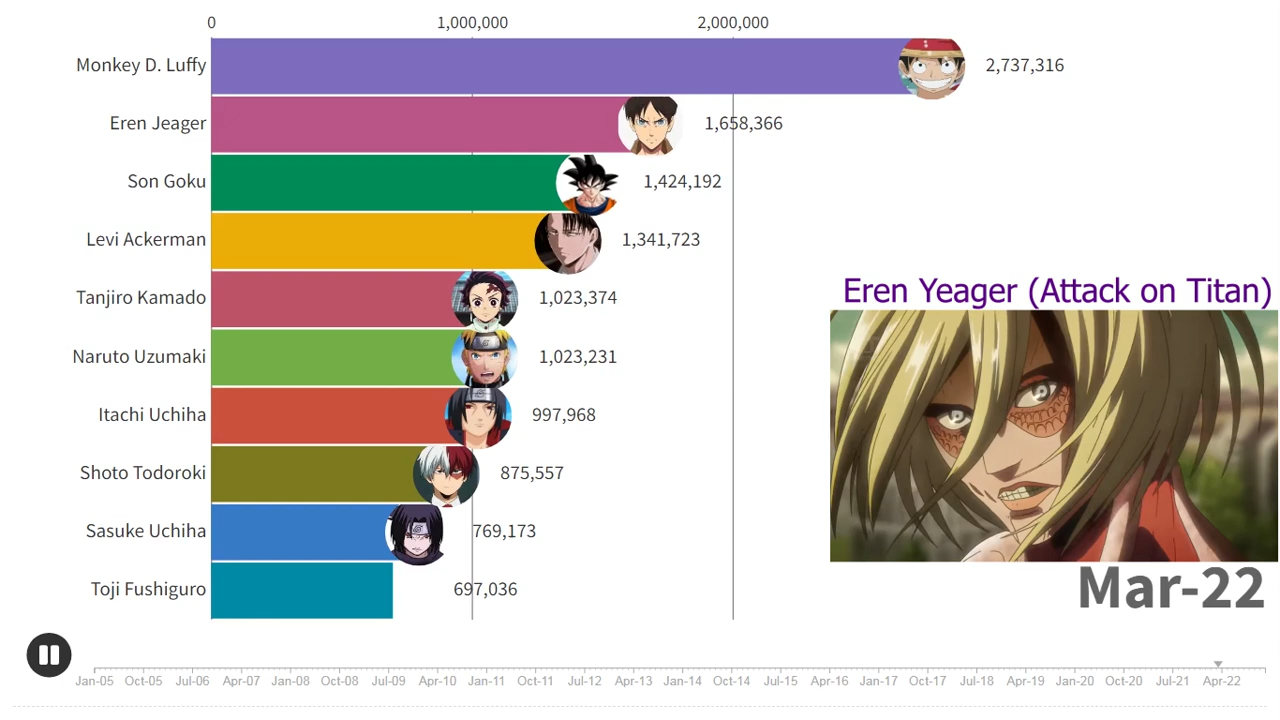 0 1,000,000 2,000,000
Monkey D. Luffy 2,737,316
Eren Jeager 1,658,366
Son Goku 1,424,192
Levi Ackerman 1,341,723
Tanjiro Kamado 1,023,374
Naruto Uzumaki 1,023,231
Itachi Uchiha 997,968
Shoto Todoroki 875,557
Sasuke Uchiha 769,173
Toji Fushiguro 697,036
Eren Yeager (Attack on Titan)
Mar-22
Jan-05 Oct-05 Jul-06 Apr-07 Jan-08 Oct-08 Jul-09 Apr-10 Jan-11 Oct-11 Jul-12 Apr-13 Jan-14 Oct-14 Jul-15 Apr-16 Jan-17 Oct-17 Jul-18 Apr-19 Jan-20 Oct-20 Jul-21 Apr-22